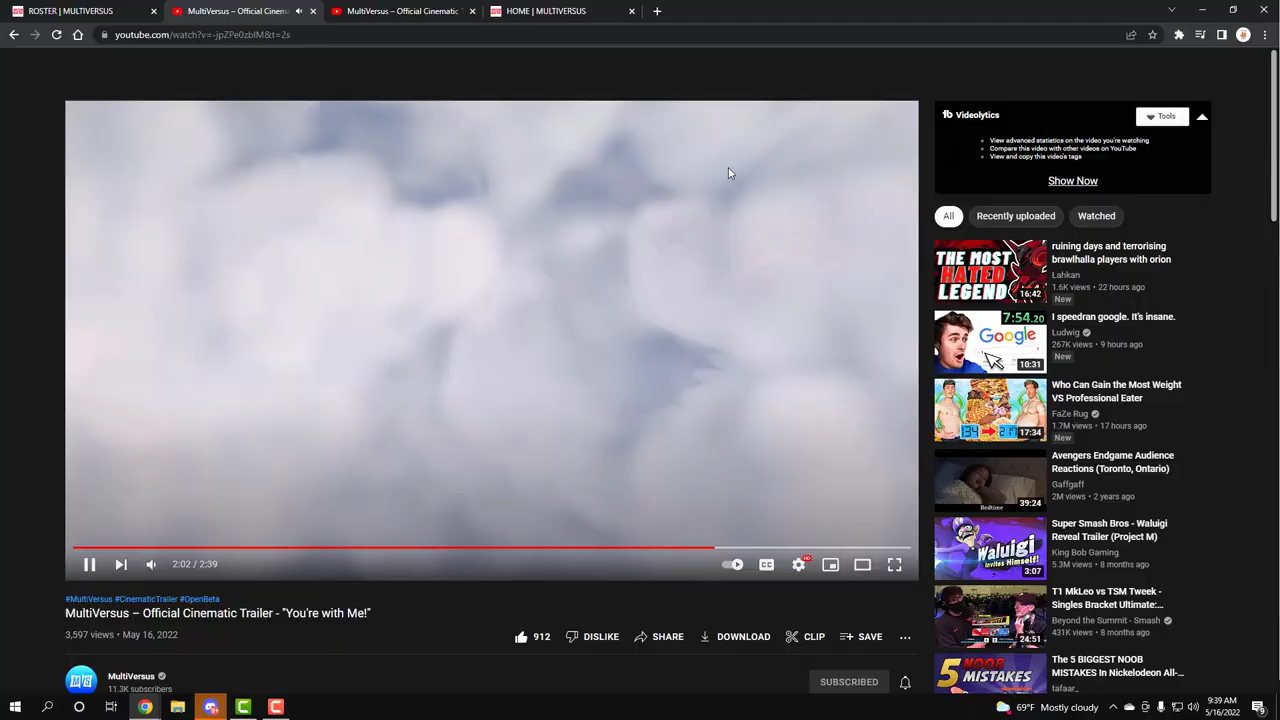 ROSTER | MULTIVERSUS
MultiVersus – Official Cinem
MultiVersus – Official Cinematic
HOME | MULTIVERSUS
youtube.com/watch?v=-jpZPe0zbIM&t=2s
Videolytics
Tools
View advanced statistics on the video you're watching
Compare this video with other videos on YouTube
View and copy this video's tags
Show Now
All
Recently uploaded
Watched
THE MOST
HATED
LEGEND
16:42
ruining days and terrorising
brawlhalla players with orion
Lahkan
1.6K views • 22 hours ago
New
7:54.20
Google
10:31
I speedran google. It's insane.
Ludwig
267K views • 9 hours ago
New
17:34
Who Can Gain the Most Weight
VS Professional Eater
FaZe Rug
1.7M views • 17 hours ago
New
Bedtime
39:24
Avengers Endgame Audience
Reactions (Toronto, Ontario)
Gaffgaff
2M views • 2 years ago
Waluigi
Invites Himself!
3:07
Super Smash Bros - Waluigi
Reveal Trailer (Project M)
King Bob Gaming
5.3M views • 8 months ago
24:51
T1 MkLeo vs TSM Tweek -
Singles Bracket Ultimate:...
Beyond the Summit - Smash
431K views • 8 months ago
5 NOOB
MISTAKES
The 5 BIGGEST NOOB
MISTAKES In Nickelodeon All-...
tafaar_
2:02 / 2:39
CC
HD
#MultiVersus #CinematicTrailer #OpenBeta
MultiVersus – Official Cinematic Trailer - "You're with Me!"
3,597 views • May 16, 2022
912
DISLIKE
SHARE
DOWNLOAD
CLIP
SAVE
MVS
MultiVersus
11.3K subscribers
SUBSCRIBED
69°F Mostly cloudy
9:39 AM
5/16/2022